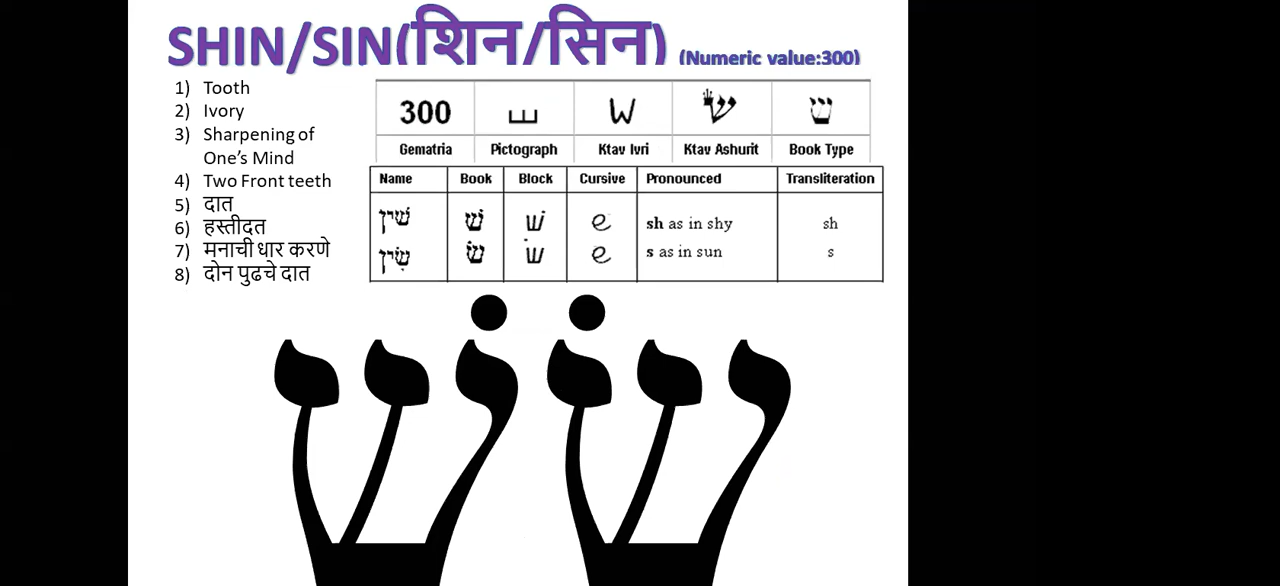 SHIN/SIN(शिन/सिन) (Numeric value:300)
1) Tooth
2) Ivory
3) Sharpening of
One's Mind
4) Two Front teeth
5) दात
6) हस्तीदत
7) मनाची धार करणे
8) दोन पुढचे दात
300 ש
Gematria Pictograph Ktav Ivri Ktav Ashurit Book Type
Name Book Block Cursive Pronounced Transliteration
שׁין שׁ שׁ sh as in shy sh
שׂין שׂ שׂ s as in sun s
שׁ שׂ